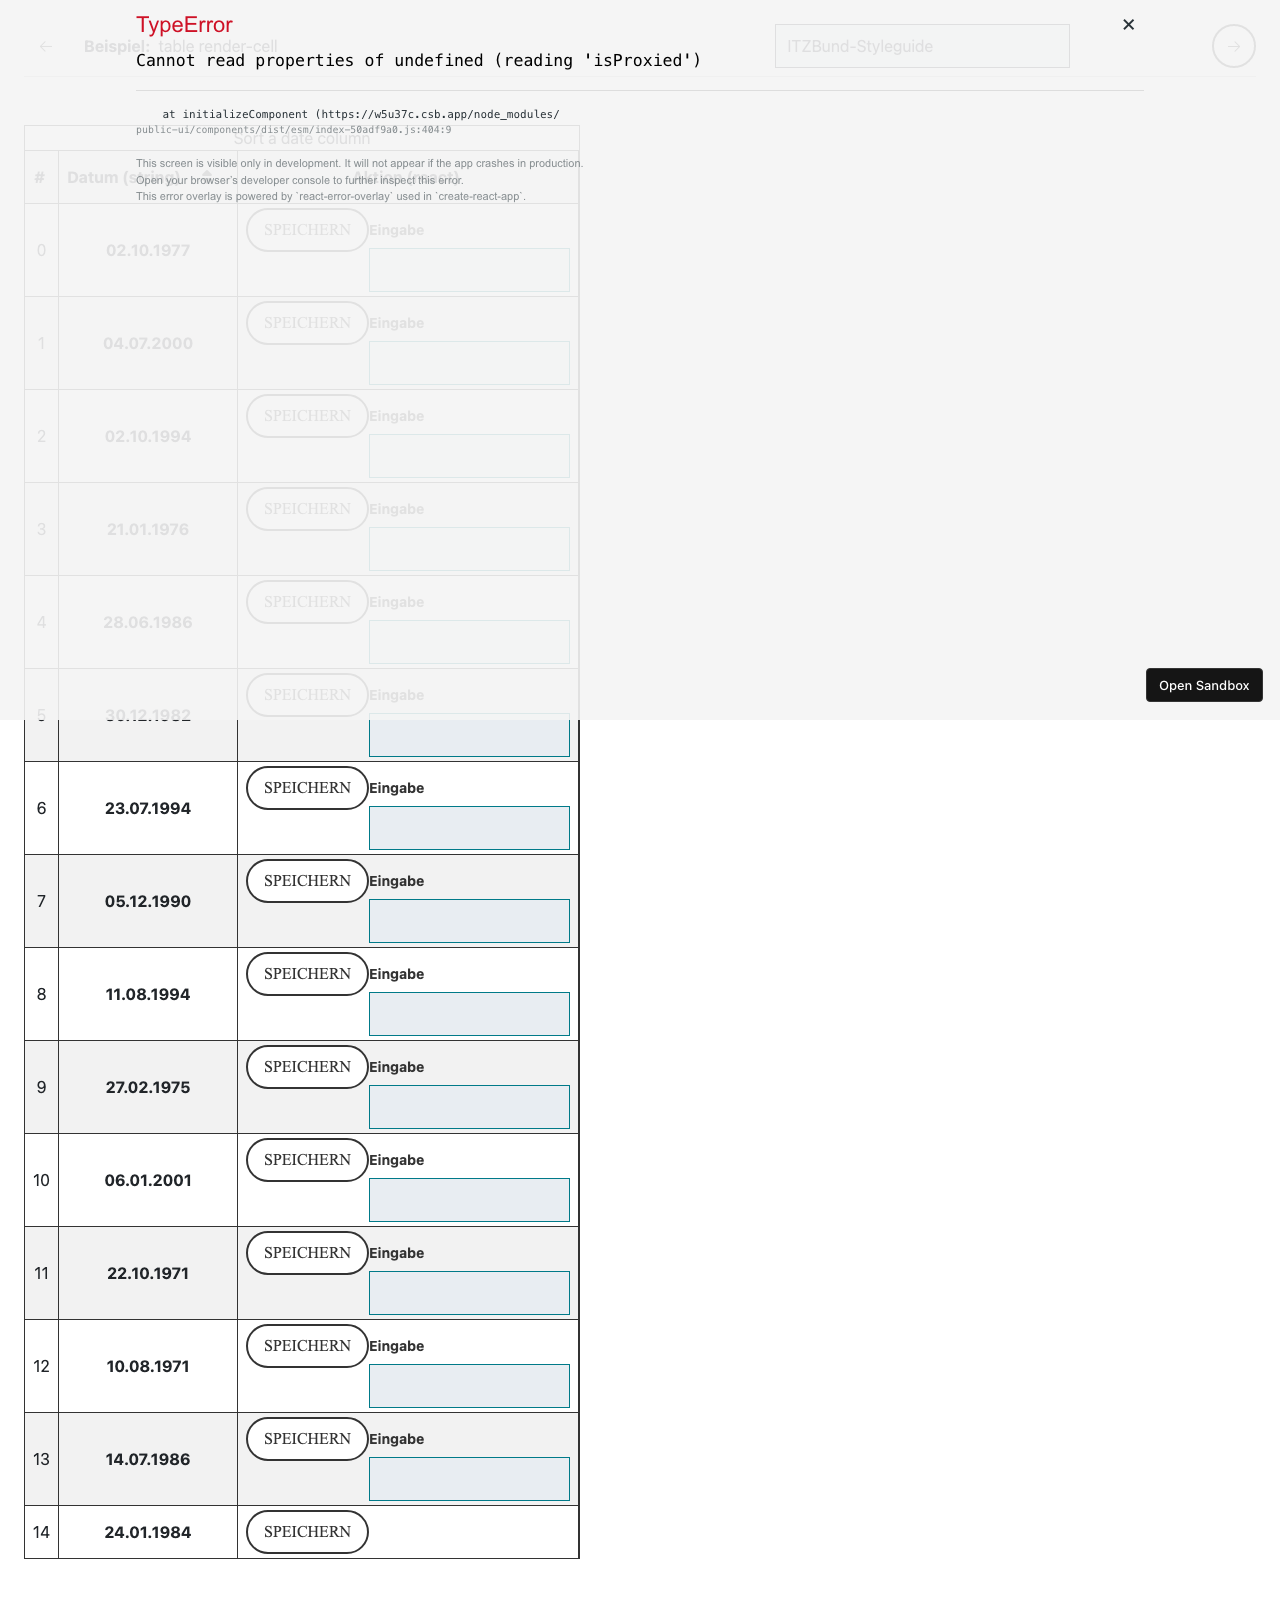 TypeError
✕
← Beispiel: table render-cell ITZBund-Styleguide →
Cannot read properties of undefined (reading 'isProxied')
at initializeComponent (https://w5u37c.csb.app/node_modules/
public-ui/components/dist/esm/index-50adf9a0.js:404:9
Sort a date column
This screen is visible only in development. It will not appear if the app crashes in production.
# Datum (string) Aktion (react)
Open your browser's developer console to further inspect this error.
This error overlay is powered by `react-error-overlay` used in `create-react-app`.
0 02.10.1977 SPEICHERN Eingabe
1 04.07.2000 SPEICHERN Eingabe
2 02.10.1994 SPEICHERN Eingabe
3 21.01.1976 SPEICHERN Eingabe
4 28.06.1986 SPEICHERN Eingabe
Open Sandbox
5 30.12.1982 SPEICHERN Eingabe
6 23.07.1994 SPEICHERN Eingabe
7 05.12.1990 SPEICHERN Eingabe
8 11.08.1994 SPEICHERN Eingabe
9 27.02.1975 SPEICHERN Eingabe
10 06.01.2001 SPEICHERN Eingabe
11 22.10.1971 SPEICHERN Eingabe
12 10.08.1971 SPEICHERN Eingabe
13 14.07.1986 SPEICHERN Eingabe
14 24.01.1984 SPEICHERN